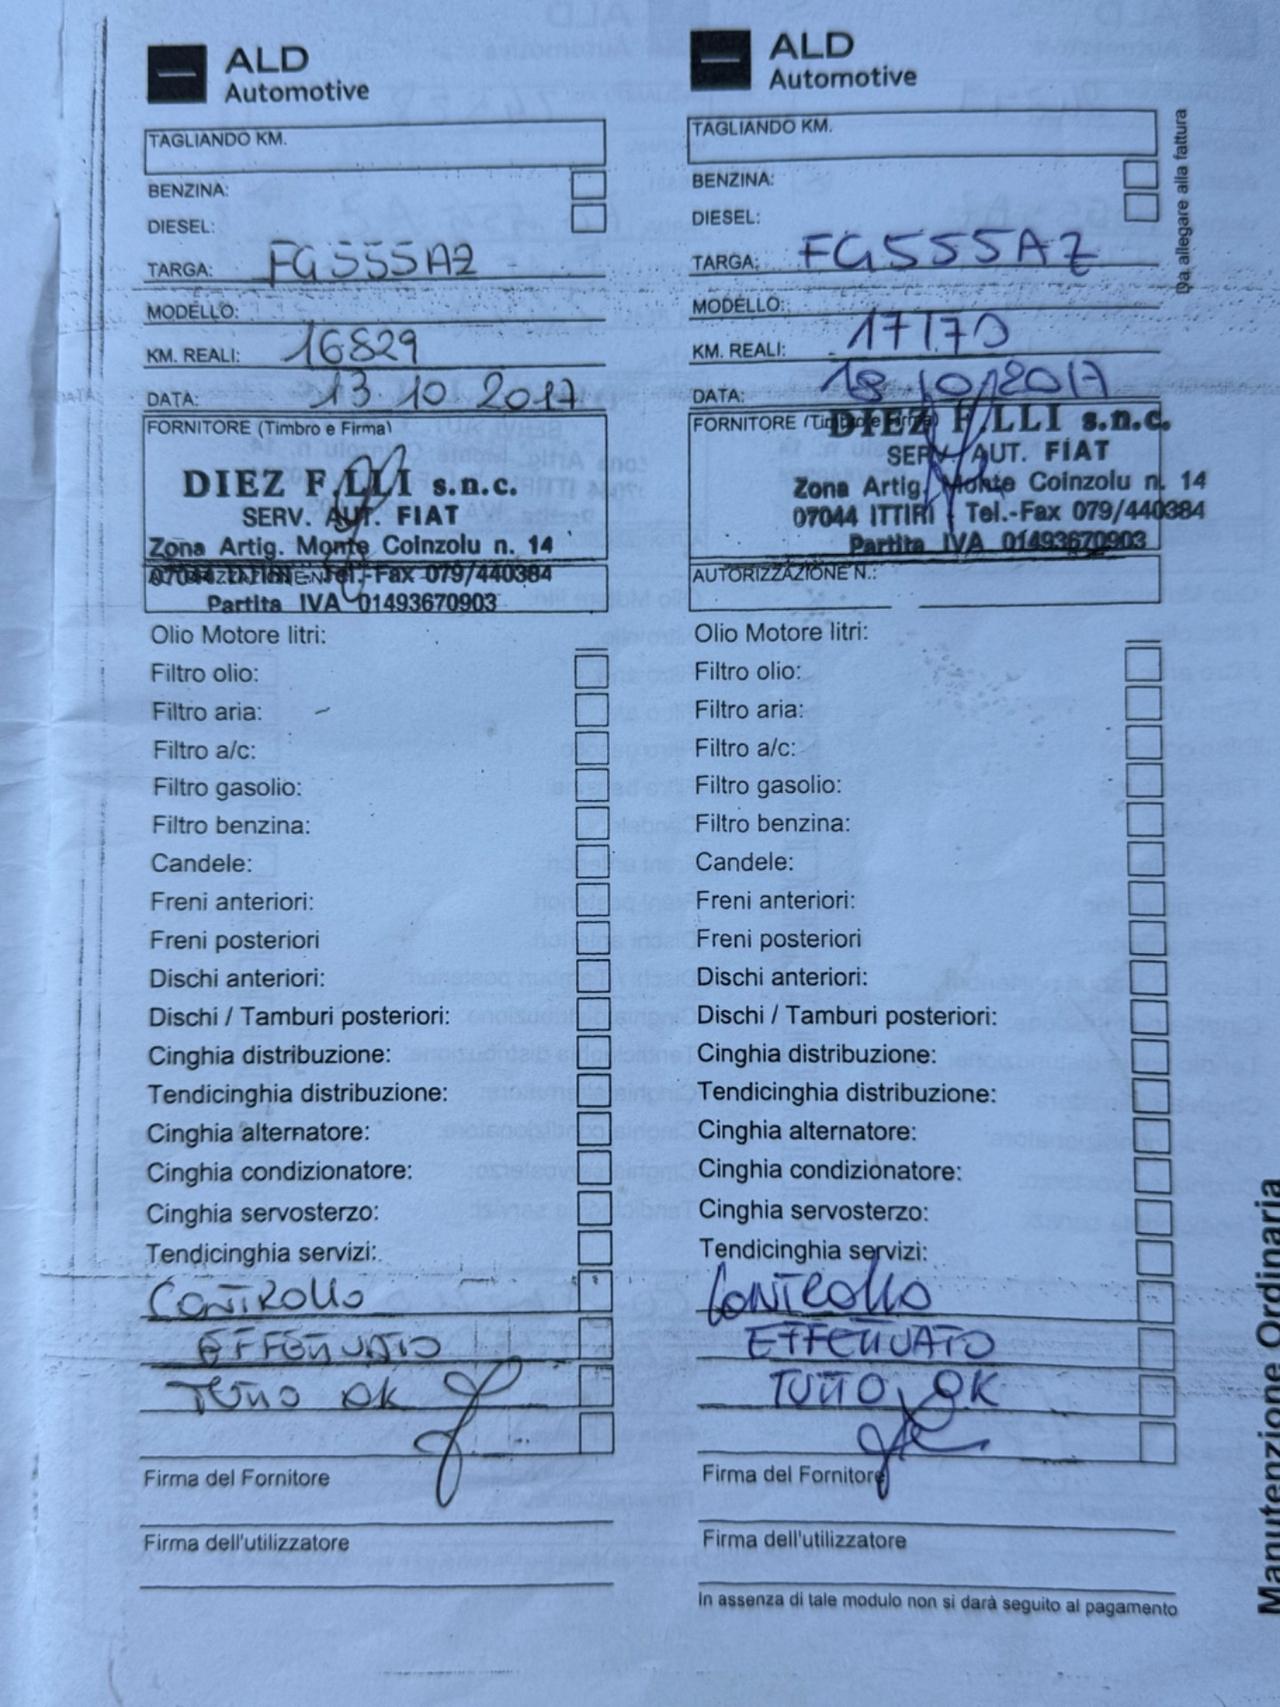 ALD
Automotive
TAGLIANDO KM.
BENZINA:
DIESEL:
TARGA: FG555AZ
MODELLO:
KM. REALI: 16829
DATA: 13 10 2017
FORNITORE (Timbro e Firma)
DIEZ F.LLI s.n.c.
SERV. AUT. FIAT
Zona Artig. Monte Coinzolu n. 14
07044 ITTIRI - Tel.-Fax 079/440384
Partita IVA 01493670903
Olio Motore litri:
Filtro olio:
Filtro aria:
Filtro a/c:
Filtro gasolio:
Filtro benzina:
Candele:
Freni anteriori:
Freni posteriori
Dischi anteriori:
Dischi / Tamburi posteriori:
Cinghia distribuzione:
Tendicinghia distribuzione:
Cinghia alternatore:
Cinghia condizionatore:
Cinghia servosterzo:
Tendicinghia servizi:
CONTROLLO
EFFETTUATO
TUTTO OK
Firma del Fornitore
Firma dell'utilizzatore
ALD
Automotive
TAGLIANDO KM.
BENZINA:
DIESEL:
TARGA: FG555AZ
MODELLO:
KM. REALI: 17170
DATA: 18/10/2017
FORNITORE (Timbro e Firma)
DIEZ F.LLI s.n.c.
SERV. AUT. FIAT
Zona Artig. Monte Coinzolu n. 14
07044 ITTIRI - Tel.-Fax 079/440384
Partita IVA 01493670903
AUTORIZZAZIONE N.:
Olio Motore litri:
Filtro olio:
Filtro aria:
Filtro a/c:
Filtro gasolio:
Filtro benzina:
Candele:
Freni anteriori:
Freni posteriori
Dischi anteriori:
Dischi / Tamburi posteriori:
Cinghia distribuzione:
Tendicinghia distribuzione:
Cinghia alternatore:
Cinghia condizionatore:
Cinghia servosterzo:
Tendicinghia servizi:
CONTROLLO
EFFETTUATO
TUTTO OK
Firma del Fornitore
Firma dell'utilizzatore
In assenza di tale modulo non si darà seguito al pagamento
Da allegare alla fattura
Manutenzione Ordinaria